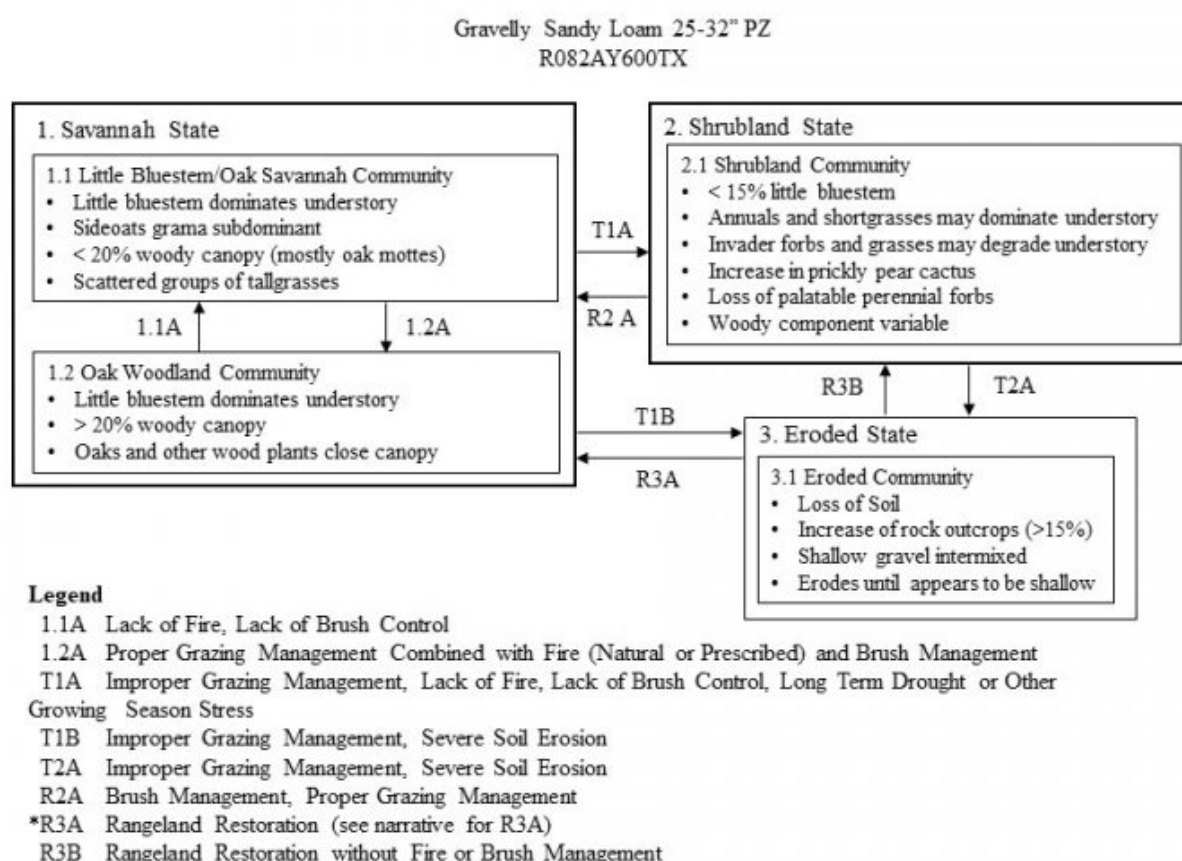 Gravelly Sandy Loam 25-32" PZ
R082AY600TX
1. Savannah State
1.1 Little Bluestem/Oak Savannah Community
• Little bluestem dominates understory
• Sideoats grama subdominant
• < 20% woody canopy (mostly oak mottes)
• Scattered groups of tallgrasses
1.1A
1.2A
1.2 Oak Woodland Community
• Little bluestem dominates understory
• > 20% woody canopy
• Oaks and other wood plants close canopy
T1A
R2 A
2. Shrubland State
2.1 Shrubland Community
• < 15% little bluestem
• Annuals and shortgrasses may dominate understory
• Invader forbs and grasses may degrade understory
• Increase in prickly pear cactus
• Loss of palatable perennial forbs
• Woody component variable
R3B
T2A
T1B
R3A
3. Eroded State
3.1 Eroded Community
• Loss of Soil
• Increase of rock outcrops (>15%)
• Shallow gravel intermixed
• Erodes until appears to be shallow
Legend
1.1A Lack of Fire, Lack of Brush Control
1.2A Proper Grazing Management Combined with Fire (Natural or Prescribed) and Brush Management
T1A Improper Grazing Management, Lack of Fire, Lack of Brush Control, Long Term Drought or Other
Growing Season Stress
T1B Improper Grazing Management, Severe Soil Erosion
T2A Improper Grazing Management, Severe Soil Erosion
R2A Brush Management, Proper Grazing Management
*R3A Rangeland Restoration (see narrative for R3A)
R3B Rangeland Restoration without Fire or Brush Management